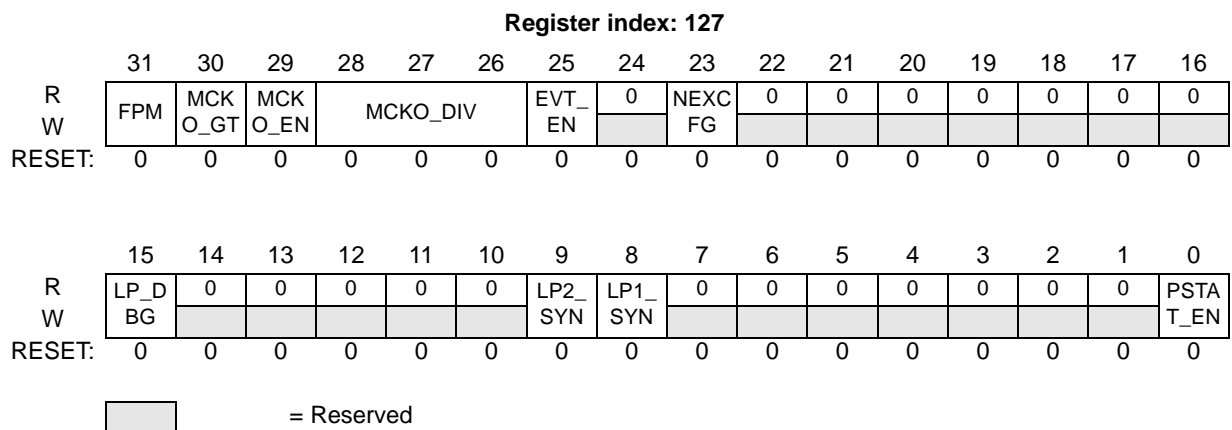 Register index: 127
31 30 29 28 27 26 25 24 23 22 21 20 19 18 17 16
R FPM MCK MCK MCKO_DIV EVT_ 0 NEXC 0 0 0 0 0 0 0
W O_GT O_EN EN FG
RESET: 0 0 0 0 0 0 0 0 0 0 0 0 0 0 0 0
15 14 13 12 11 10 9 8 7 6 5 4 3 2 1 0
R LP_D 0 0 0 0 0 LP2_ LP1_ 0 0 0 0 0 0 0 PSTA
W BG SYN SYN T_EN
RESET: 0 0 0 0 0 0 0 0 0 0 0 0 0 0 0 0
= Reserved